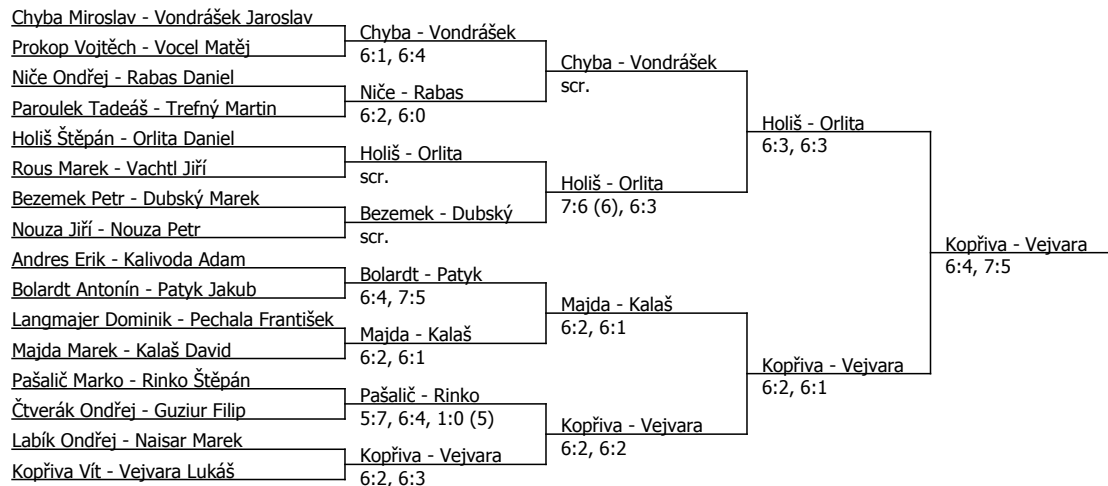 Chyba Miroslav - Vondrášek Jaroslav
Prokop Vojtěch - Vocel Matěj
Niče Ondřej - Rabas Daniel
Paroulek Tadeáš - Trefný Martin
Holiš Štěpán - Orlita Daniel
Rous Marek - Vachtl Jiří
Bezemek Petr - Dubský Marek
Nouza Jiří - Nouza Petr
Andres Erik - Kalivoda Adam
Bolardt Antonín - Patyk Jakub
Langmajer Dominik - Pechala František
Majda Marek - Kalaš David
Pašalič Marko - Rinko Štěpán
Čtverák Ondřej - Guziur Filip
Labík Ondřej - Naisar Marek
Kopřiva Vít - Vejvara Lukáš
Chyba - Vondrášek
6:1, 6:4
Niče - Rabas
6:2, 6:0
Holiš - Orlita
scr.
Bezemek - Dubský
scr.
Bolardt - Patyk
6:4, 7:5
Majda - Kalaš
6:2, 6:1
Pašalič - Rinko
5:7, 6:4, 1:0 (5)
Kopřiva - Vejvara
6:2, 6:3
Chyba - Vondrášek
scr.
Holiš - Orlita
7:6 (6), 6:3
Majda - Kalaš
6:2, 6:1
Kopřiva - Vejvara
6:2, 6:2
Holiš - Orlita
6:3, 6:3
Kopřiva - Vejvara
6:2, 6:1
Kopřiva - Vejvara
6:4, 7:5